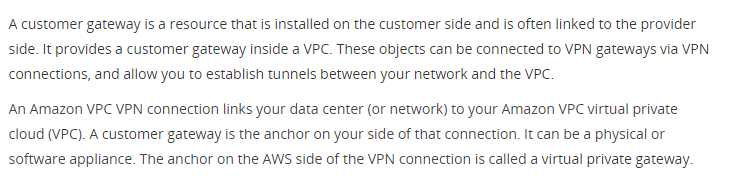 A customer gateway is a resource that is installed on the customer side and is often linked to the provider
side. It provides a customer gateway inside a VPC. These objects can be connected to VPN gateways via VPN
connections, and allow you to establish tunnels between your network and the VPC.
An Amazon VPC VPN connection links your data center (or network) to your Amazon VPC virtual private
cloud (VPC). A customer gateway is the anchor on your side of that connection. It can be a physical or
software appliance. The anchor on the AWS side of the VPN connection is called a virtual private gateway.